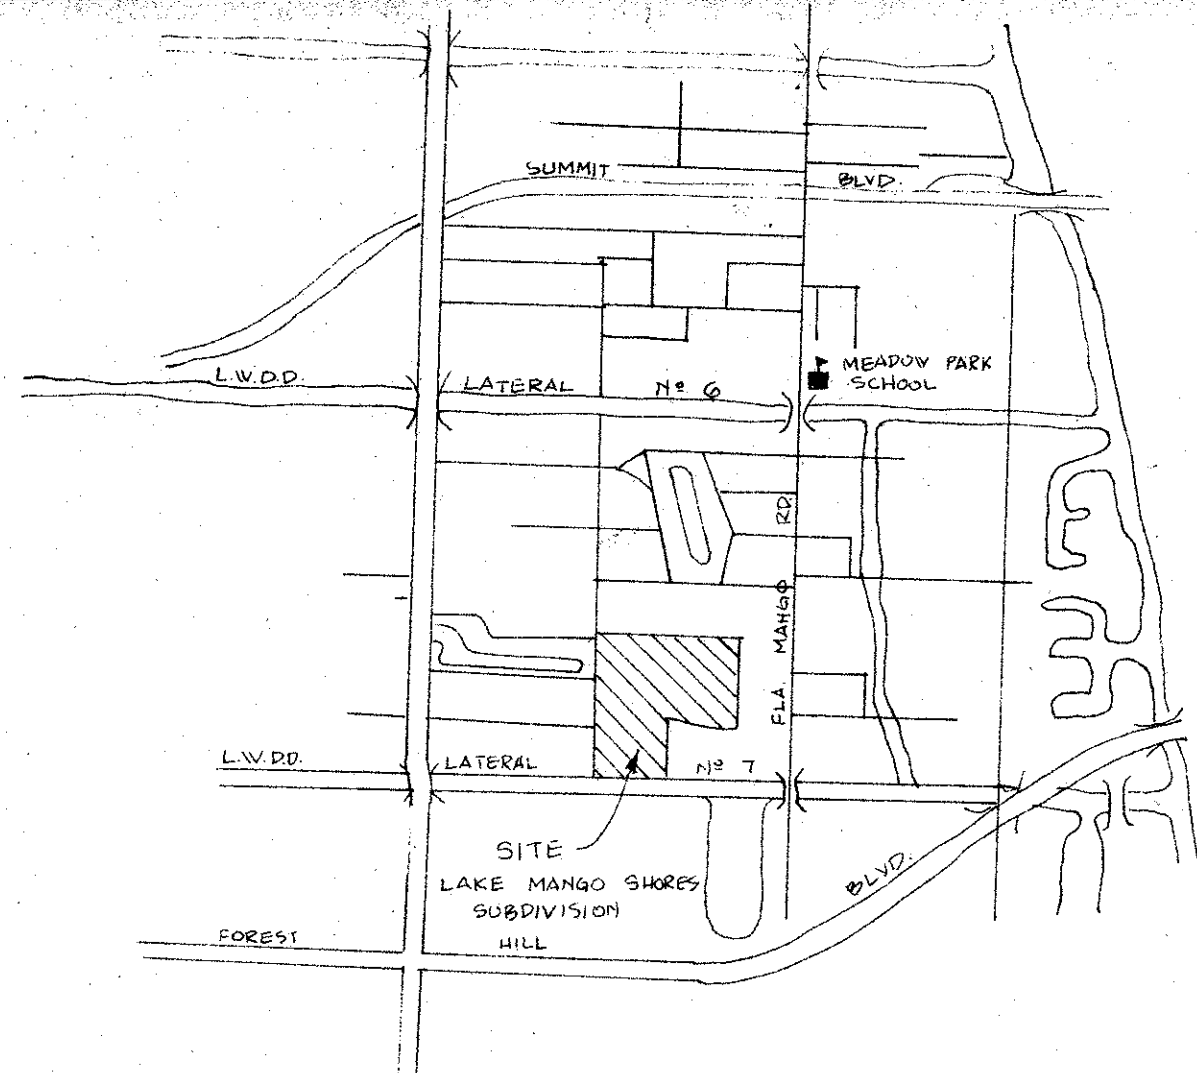 SUMMIT BLVD.
MEADOW PARK
SCHOOL
L.W.D.D. LATERAL Nº 6
FLA. MANGO RD.
L.W.D.D. LATERAL Nº 7
SITE
LAKE MANGO SHORES
SUBDIVISION
FOREST HILL BLVD.